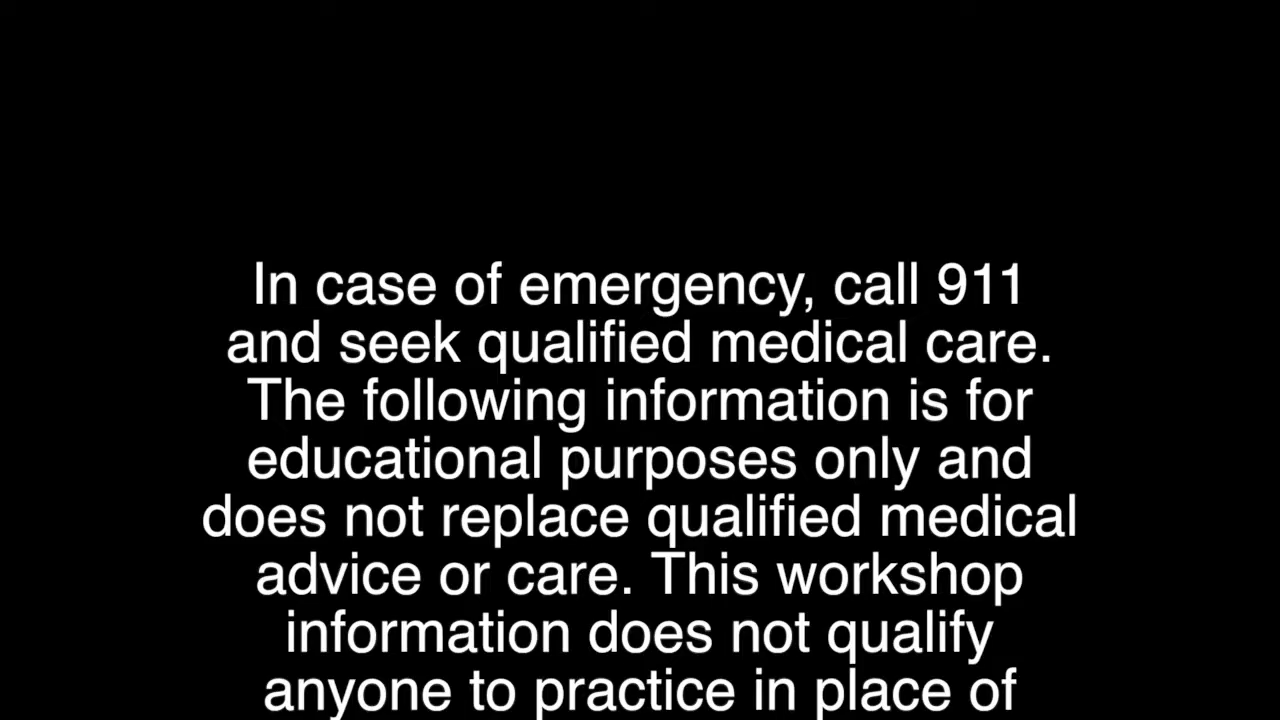 In case of emergency, call 911
and seek qualified medical care.
The following information is for
educational purposes only and
does not replace qualified medical
advice or care. This workshop
information does not qualify
anyone to practice in place of